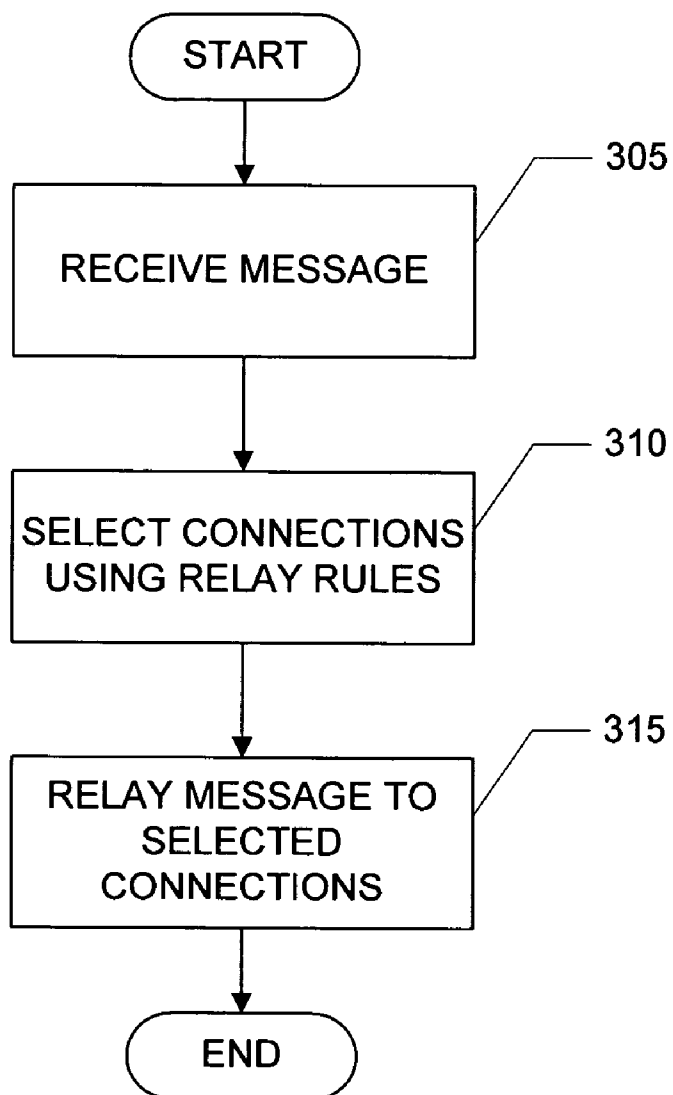 START
305
RECEIVE MESSAGE
310
SELECT CONNECTIONS
USING RELAY RULES
315
RELAY MESSAGE TO
SELECTED
CONNECTIONS
END